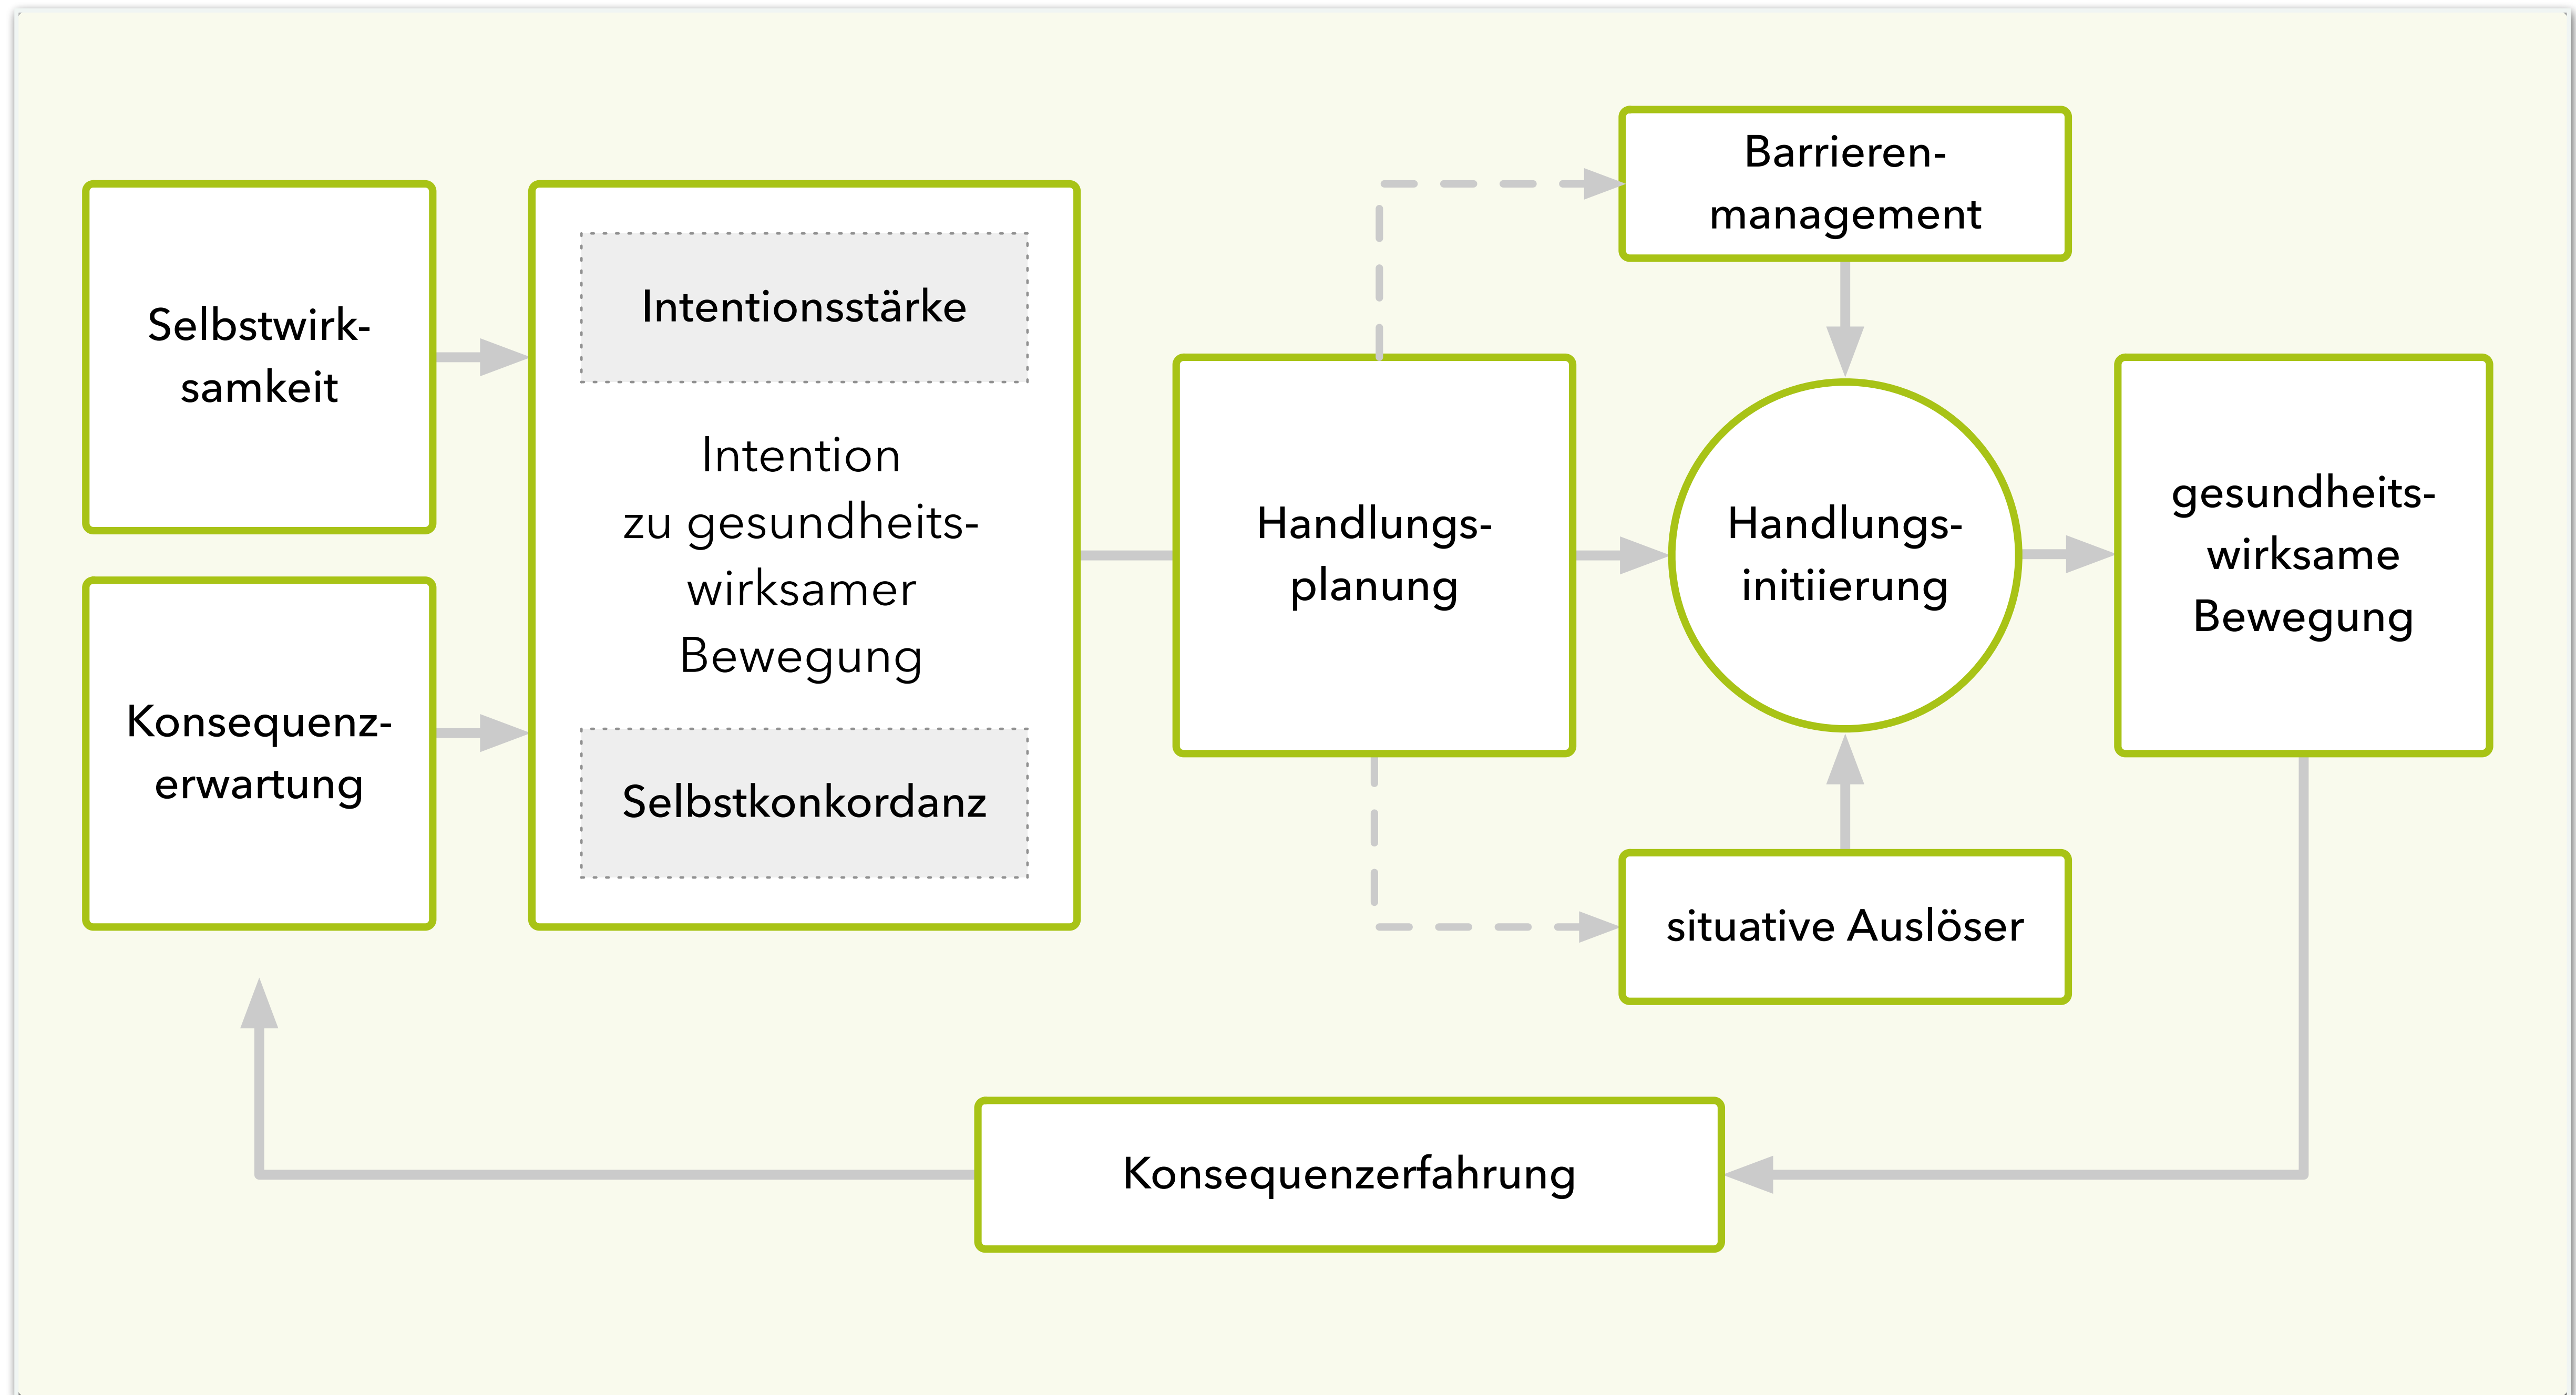 Selbstwirk-
samkeit
Konsequenz-
erwartung
Intentionsstärke
Intention
zu gesundheits-
wirksamer
Bewegung
Selbstkonkordanz
Handlungs-
planung
Barrieren-
management
Handlungs-
initiierung
situative Auslöser
gesundheits-
wirksame
Bewegung
Konsequenzerfahrung